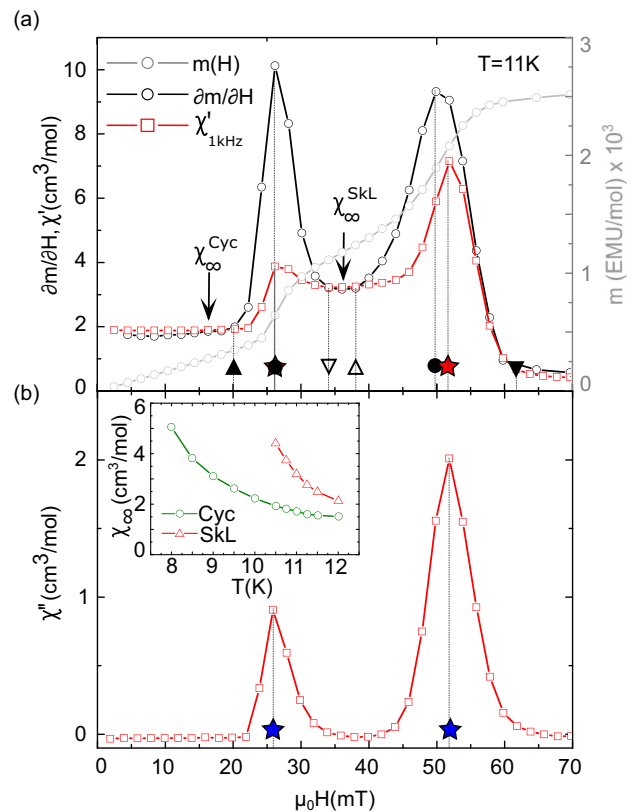 (a)
m(H)
∂m/∂H
χ'1kHz
T=11K
χ∞Cyc
χ∞SkL
∂m/∂H, χ'(cm³/mol)
10
8
6
4
2
0
m (EMU/mol) x 10³
3
2
1
0
(b)
χ∞(cm³/mol)
6
4
2
0
Cyc
SkL
8 9 10 11 12
T(K)
χ"(cm³/mol)
2
1
0
0 10 20 30 40 50 60 70
μ₀H(mT)